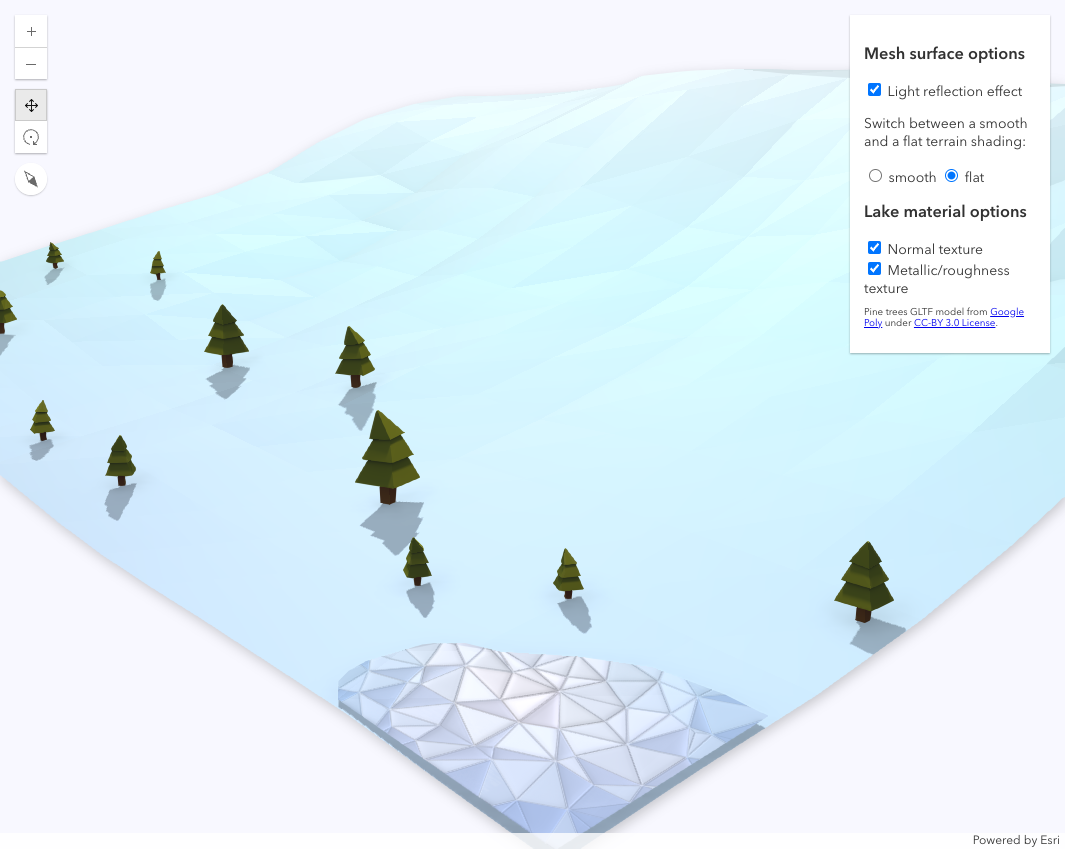 Mesh surface options
Light reflection effect
Switch between a smooth
and a flat terrain shading:
smooth flat
Lake material options
Normal texture
Metallic/roughness
texture
Pine trees GLTF model from Google
Poly under CC-BY 3.0 License.
Powered by Esri